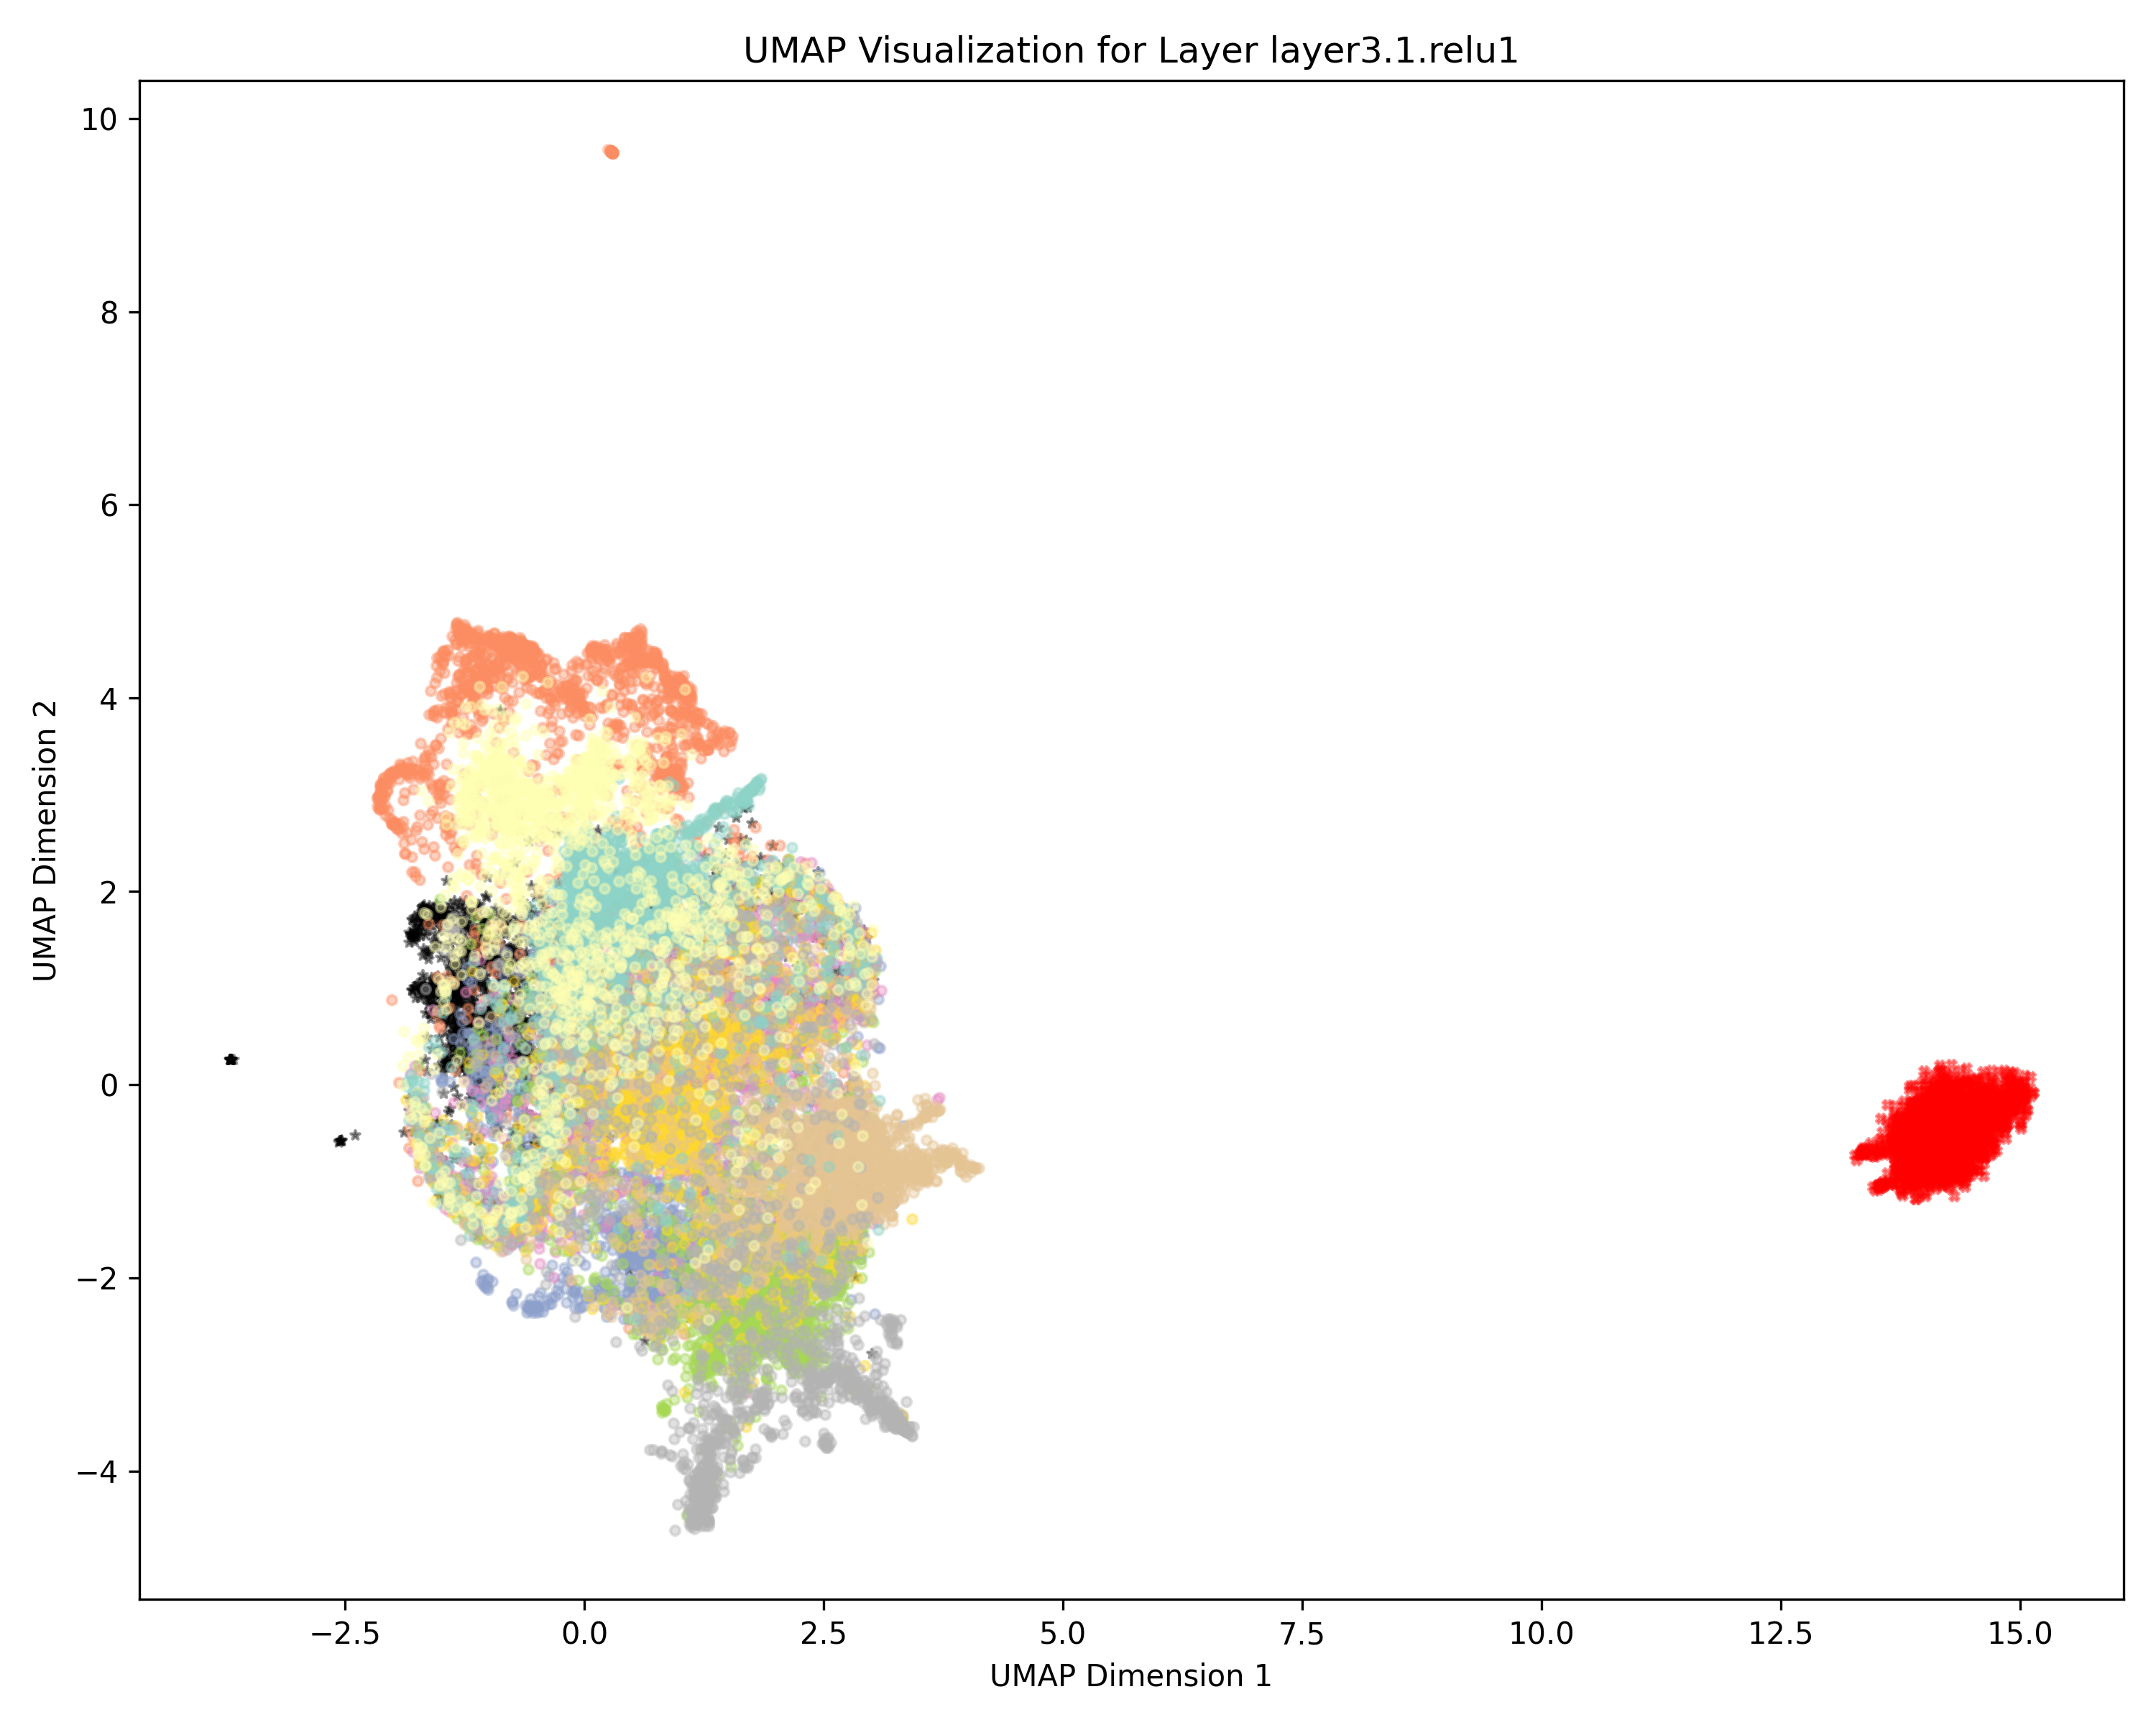 UMAP Visualization for Layer layer3.1.relu1
10
8
6
4
2
0
−2
−4
UMAP Dimension 2
−2.5 0.0 2.5 5.0 7.5 10.0 12.5 15.0
UMAP Dimension 1